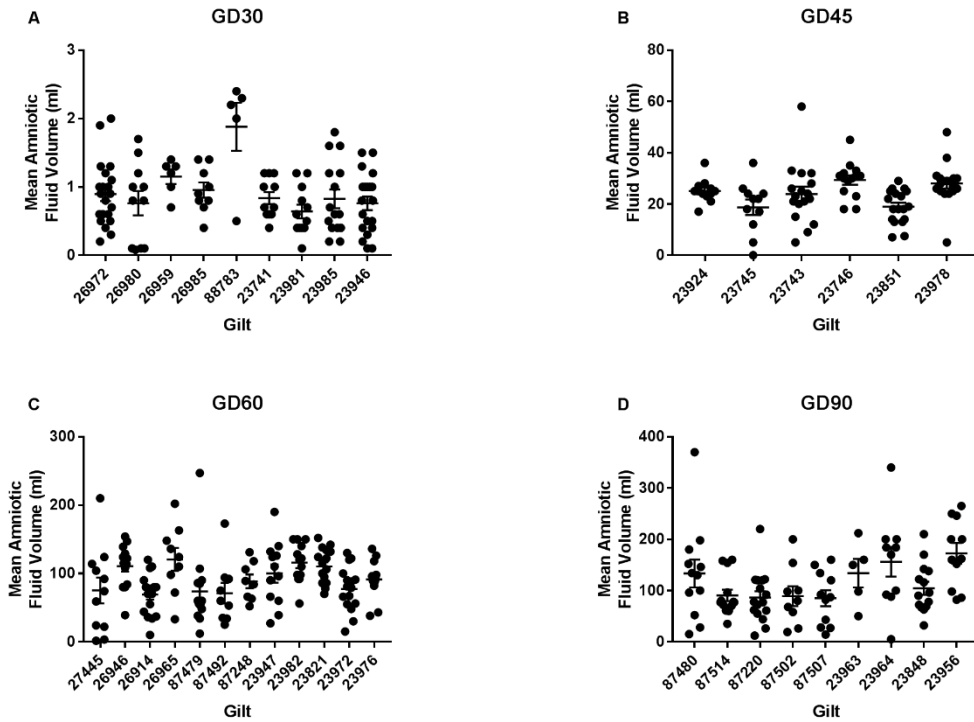 A
GD30
Mean Amniotic
Fluid Volume (ml)
3
2
1
0
26972
26980
26959
26985
88783
23741
23981
23985
23946
Gilt
B
GD45
Mean Amniotic
Fluid Volume (ml)
80
60
40
20
0
23924
23745
23743
23746
23851
23978
Gilt
C
GD60
Mean Amniotic
Fluid Volume (ml)
300
200
100
0
27445
26946
26914
26965
87479
87492
87248
23947
23982
23821
23972
23976
Gilt
D
GD90
Mean Amniotic
Fluid Volume (ml)
400
300
200
100
0
87480
87514
87220
87502
87507
23963
23964
23848
23956
Gilt